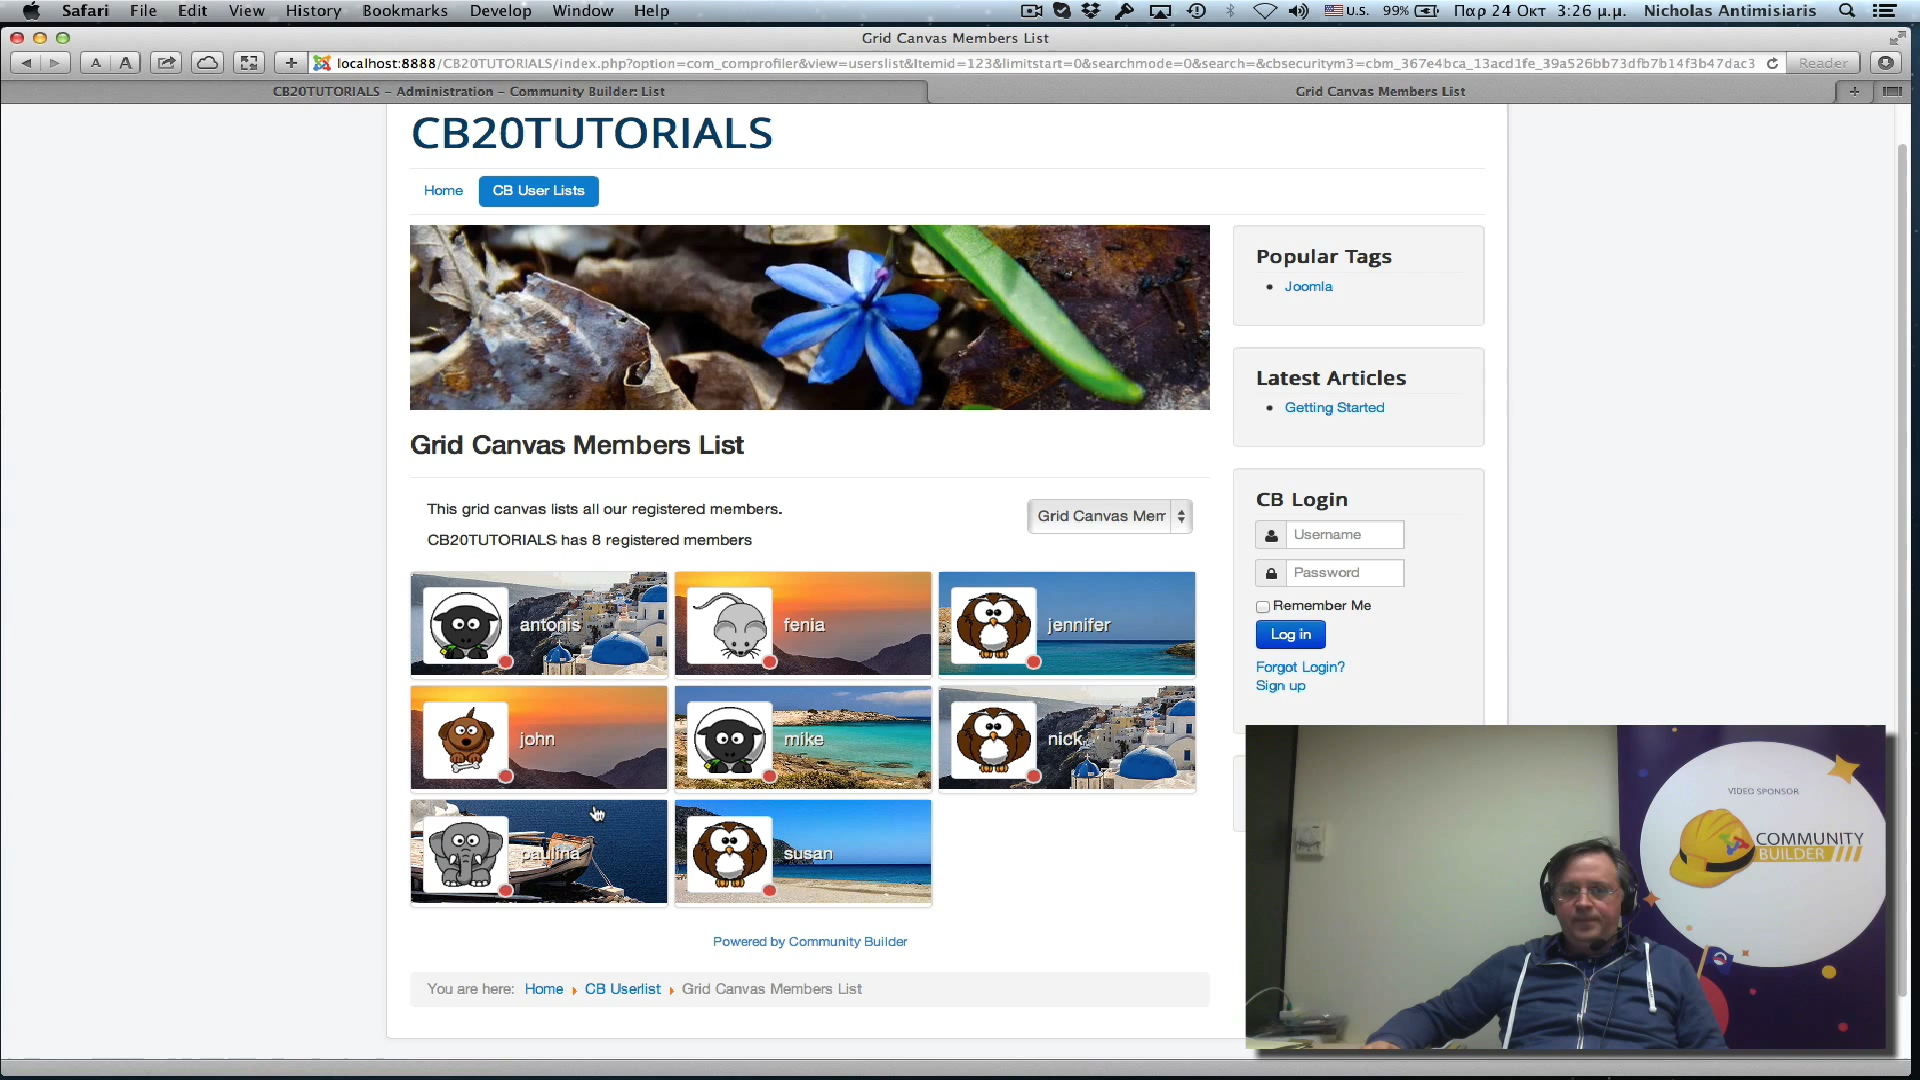 Safari File Edit View History Bookmarks Develop Window Help U.S. 99% Παρ 24 Οκτ 3:26 μ.μ. Nicholas Antimisiaris
Grid Canvas Members List
A A + localhost:8888/CB20TUTORIALS/index.php?option=com_comprofiler&view=userslist&Itemid=123&limitstart=0&searchmode=0&search=&cbsecuritym3=cbm_367e4bca_13acd1fe_39a526bb73dfb7b14f3b47dac3 Reader
CB20TUTORIALS – Administration – Community Builder: List
Grid Canvas Members List
CB20TUTORIALS
Home CB User Lists
Grid Canvas Members List
This grid canvas lists all our registered members.
Grid Canvas Mem
CB20TUTORIALS has 8 registered members
antonis fenia jennifer
john mike nick
paulina susan
Powered by Community Builder
You are here: Home CB Userlist Grid Canvas Members List
Popular Tags
Joomla
Latest Articles
Getting Started
CB Login
Username
Password
Remember Me
Log in
Forgot Login?
Sign up
VIDEO SPONSOR
COMMUNITY
BUILDER